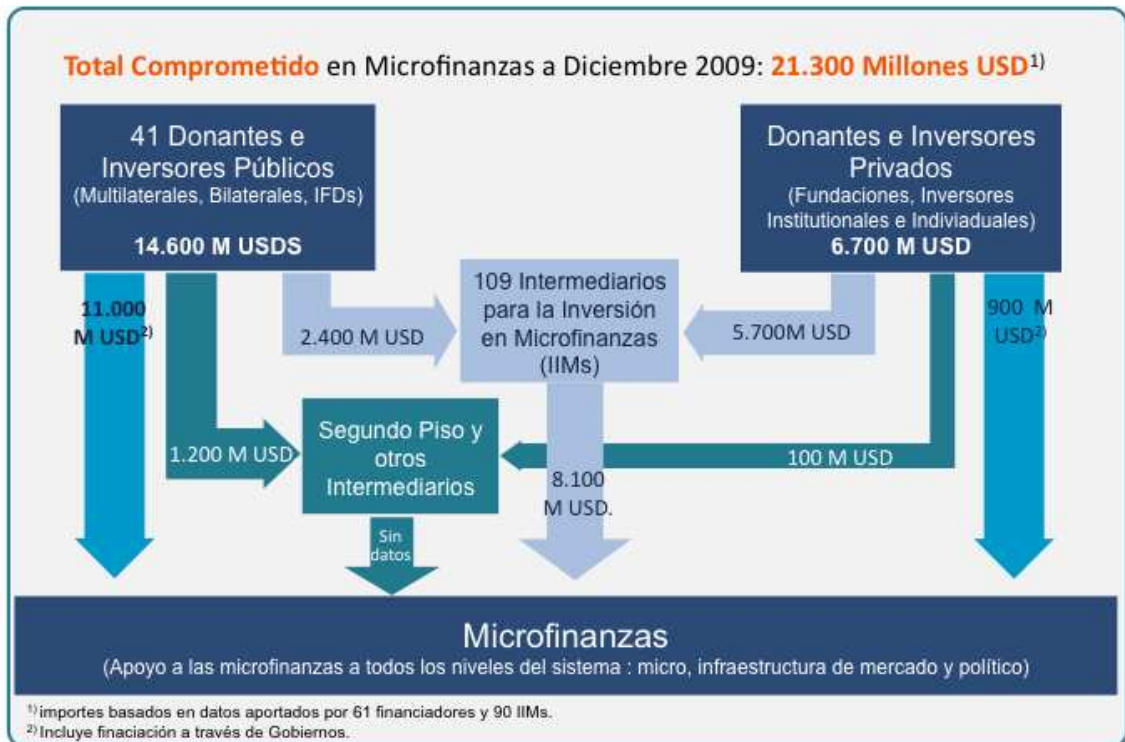 Total Comprometido en Microfinanzas a Diciembre 2009: 21.300 Millones USD1)
41 Donantes e
Inversores Públicos
(Multilaterales, Bilaterales, IFDs)
14.600 M USDS
Donantes e Inversores
Privados
(Fundaciones, Inversores
Institutionales e Indiviaduales)
6.700 M USD
11.000
M USD2)
2.400 M USD
109 Intermediarios
para la Inversión
en Microfinanzas
(IIMs)
5.700M USD
900 M
USD2)
1.200 M USD
Segundo Piso y
otros
Intermediarios
100 M USD
8.100
M USD.
Sin
datos
Microfinanzas
(Apoyo a las microfinanzas a todos los niveles del sistema : micro, infraestructura de mercado y político)
1) importes basados en datos aportados por 61 financiadores y 90 IIMs.
2) Incluye finaciación a través de Gobiernos.